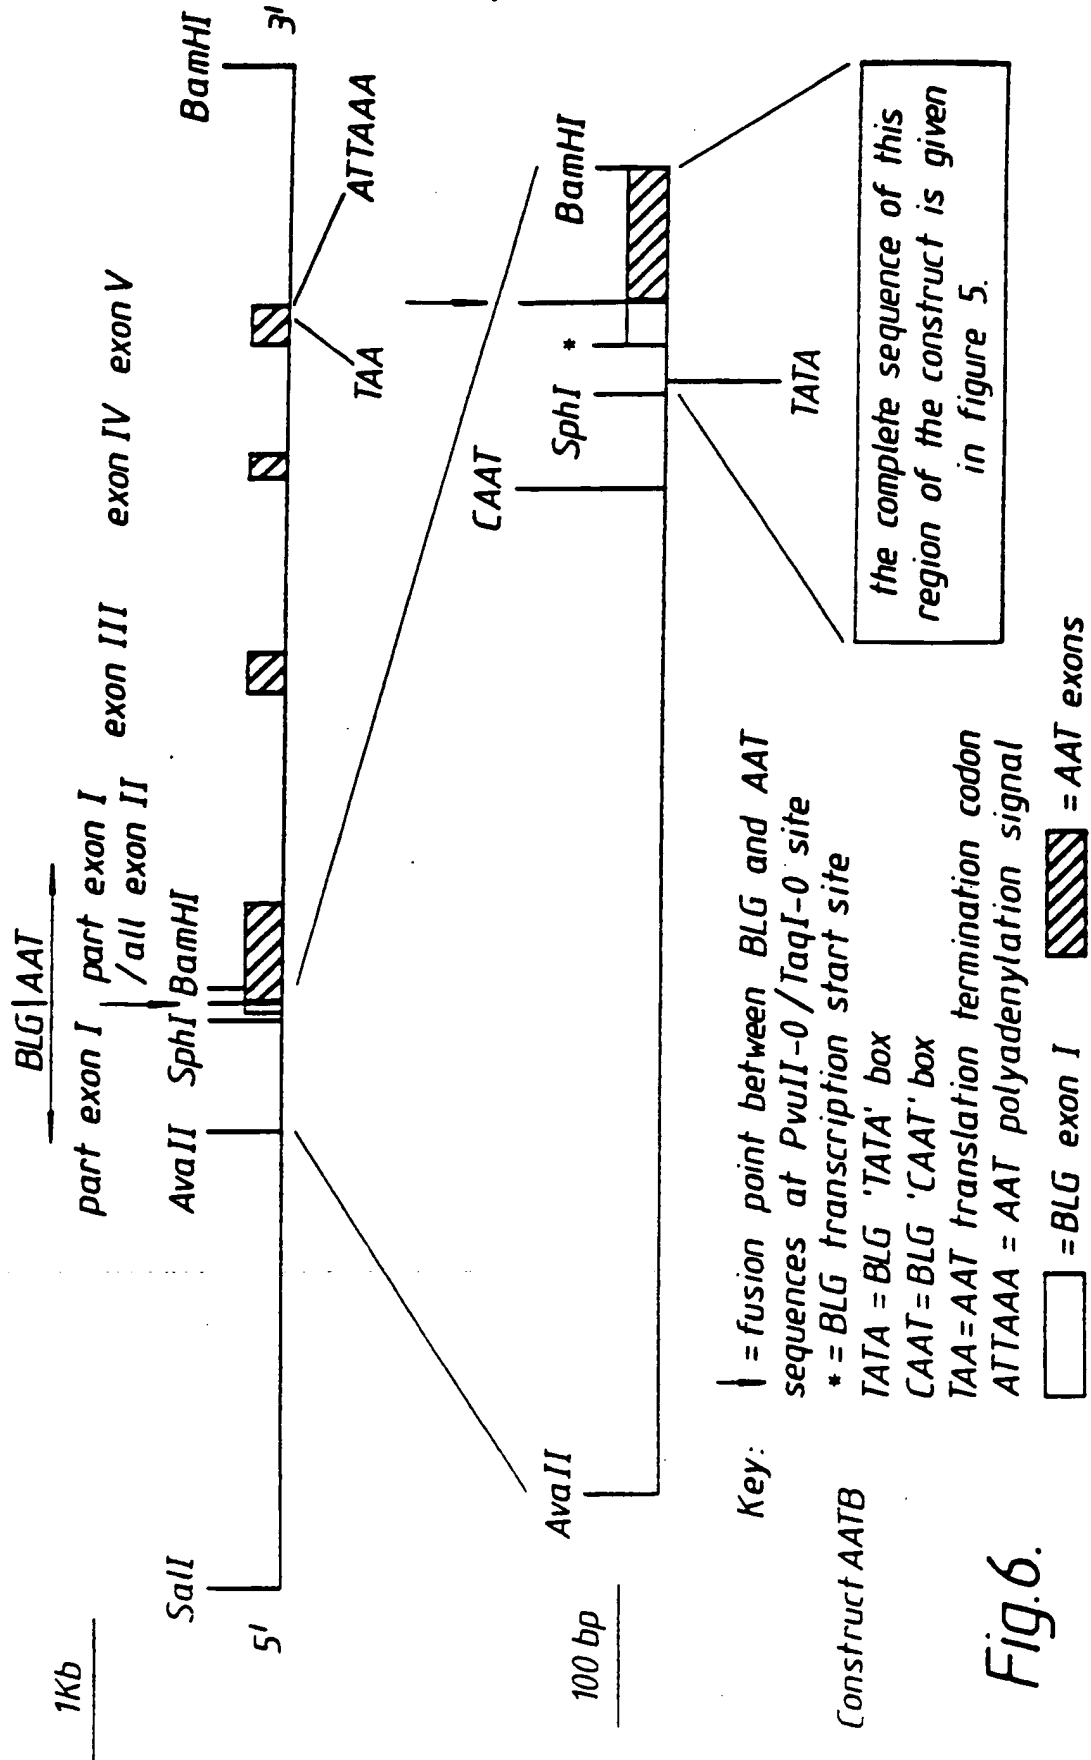 1Kb
BLG | AAT
part exon I
part exon I
/all exon II
exon III
exon IV
exon V
SalI
AvaII
SphI
BamHI
BamHI
5'
3'
TAA
ATTAAA
100 bp
AvaII
CAAT
SphI
*
BamHI
TATA
the complete sequence of this
region of the construct is given
in figure 5.
Key:
= fusion point between BLG and AAT
sequences at PvuII-0/TaqI-0 site
* = BLG transcription start site
TATA = BLG 'TATA' box
CAAT = BLG 'CAAT' box
TAA = AAT translation termination codon
ATTAAA = AAT polyadenylation signal
= BLG exon I
= AAT exons
Construct AATB
Fig.6.